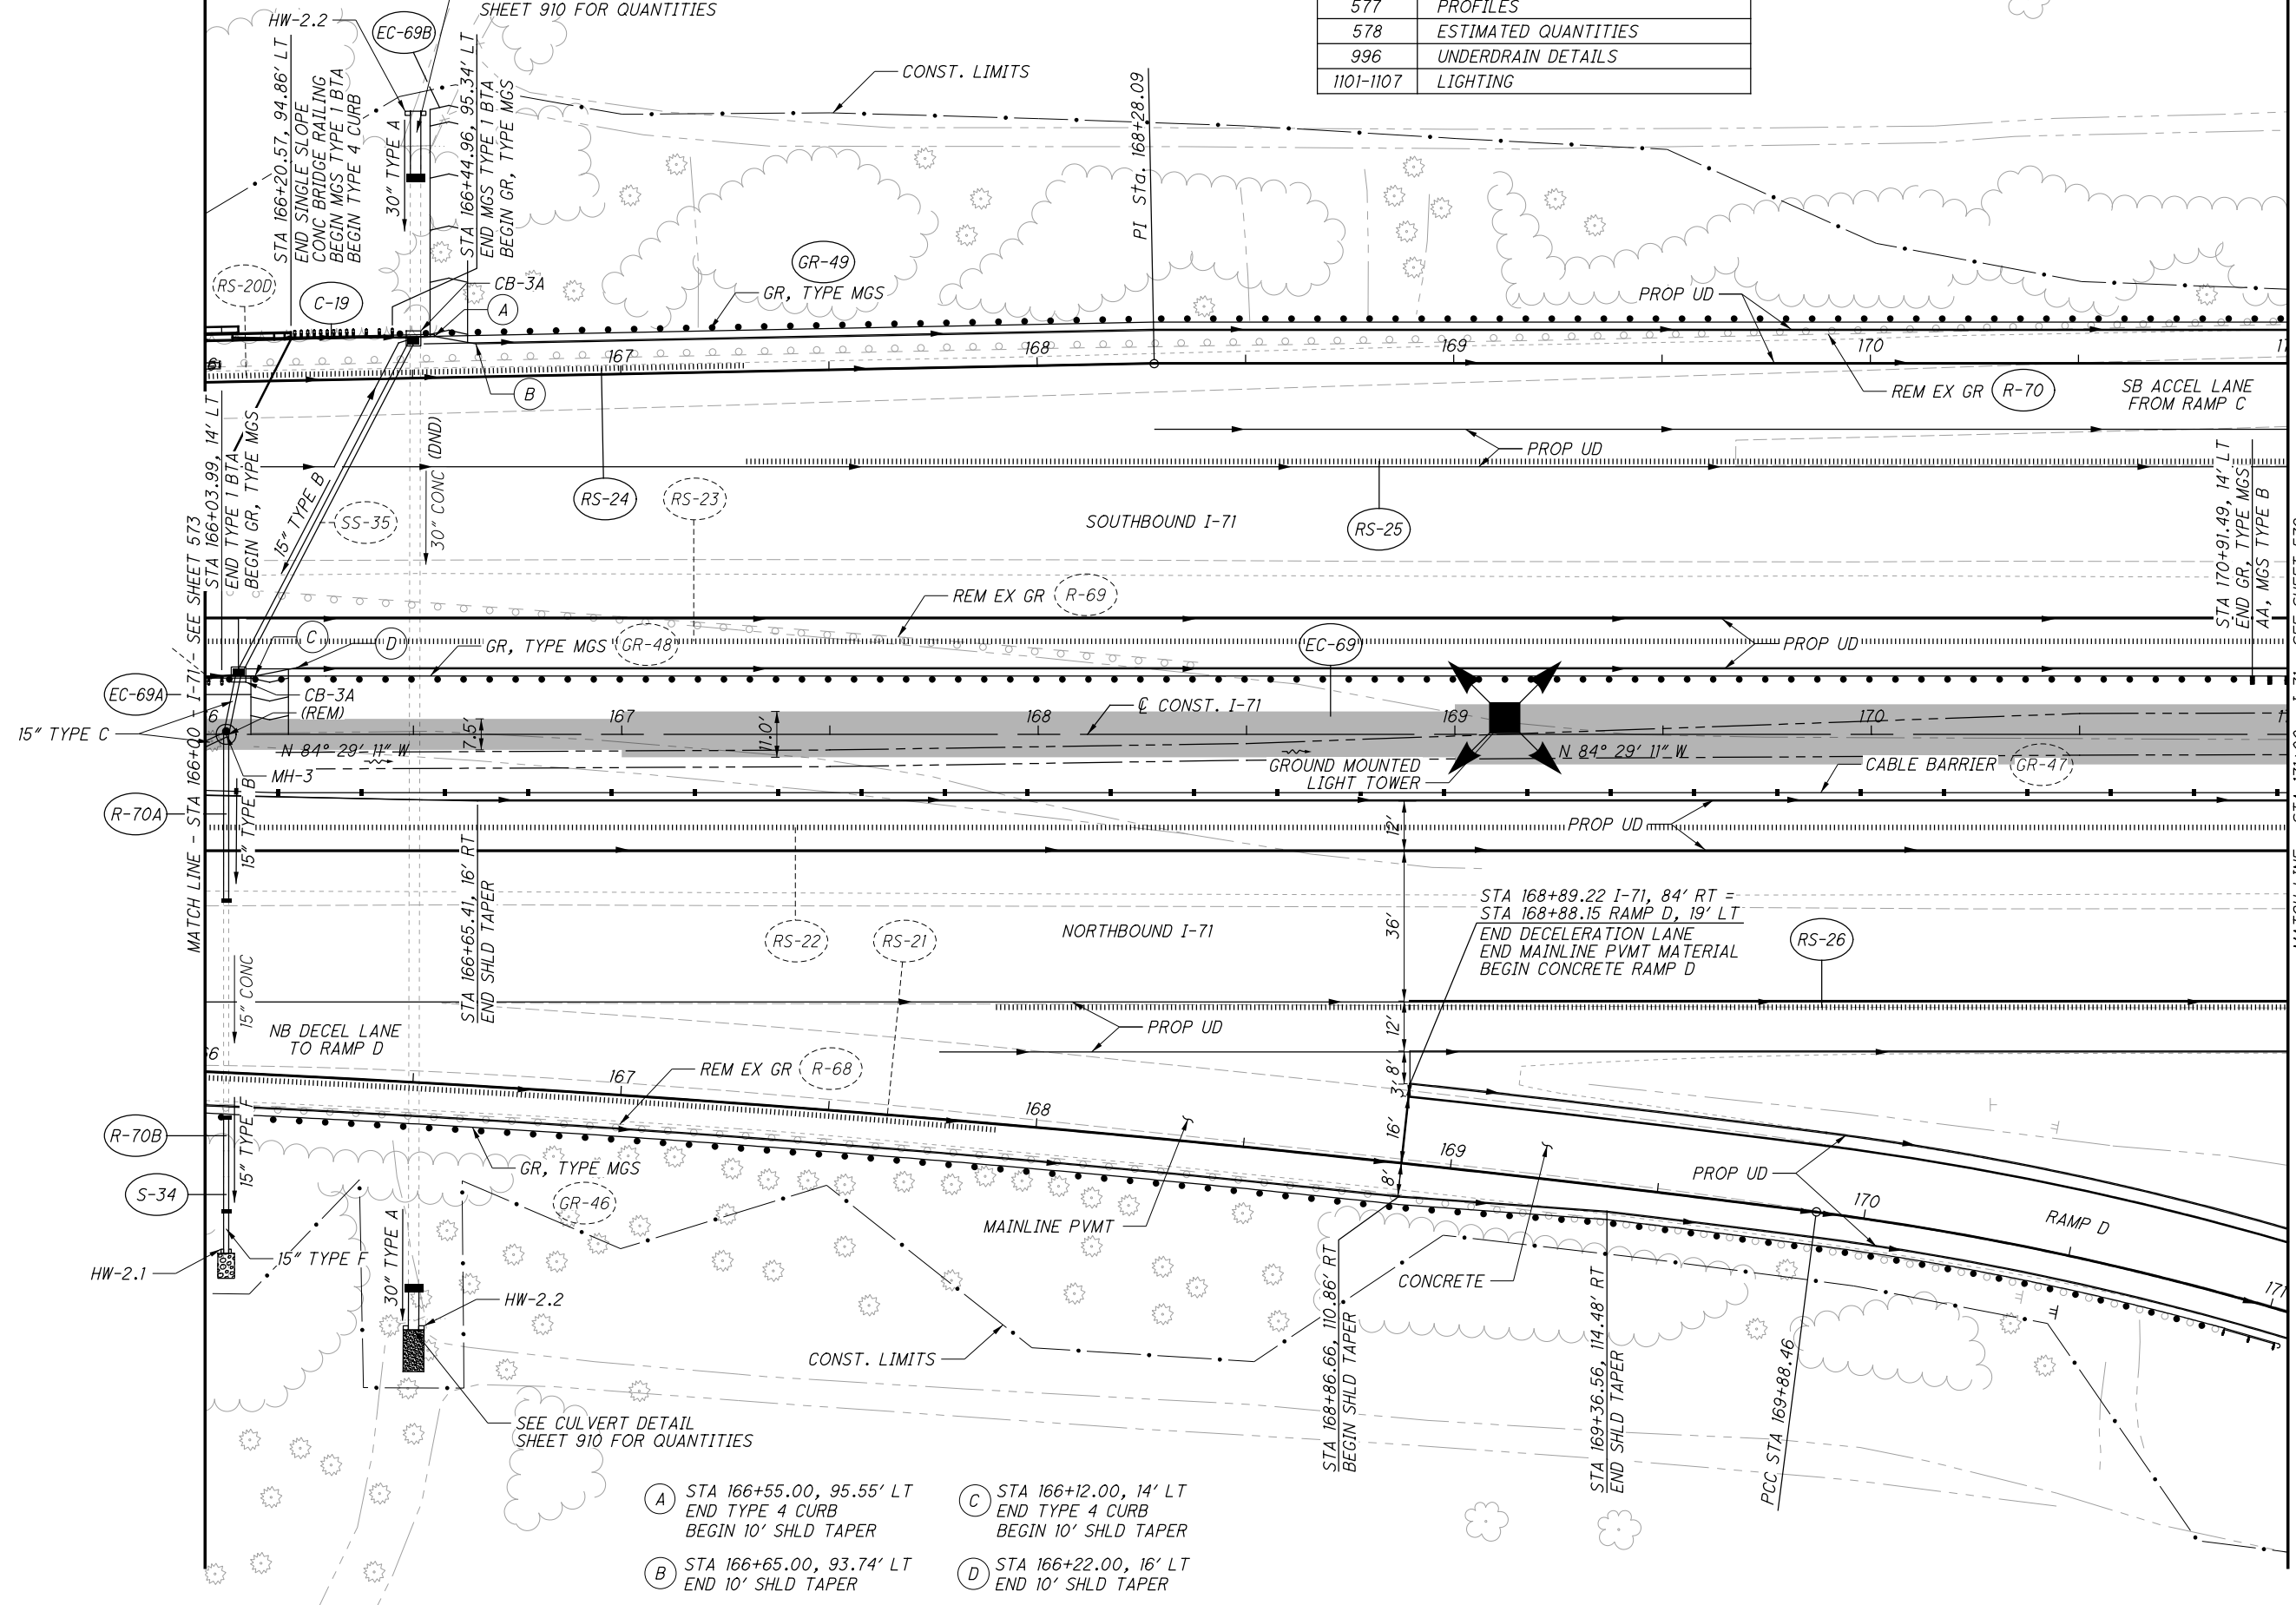 SHEET 910 FOR QUANTITIES
577 PROFILES
578 ESTIMATED QUANTITIES
996 UNDERDRAIN DETAILS
1101-1107 LIGHTING
HW-2.2
EC-69B
CONST. LIMITS
STA 166+20.57, 94.86' LT
END SINGLE SLOPE
CONC BRIDGE RAILING
BEGIN MGS TYPE 1 BTA
BEGIN TYPE 4 CURB
30" TYPE A
STA 166+44.96, 95.34' LT
END MGS TYPE 1 BTA
BEGIN GR, TYPE MGS
PI Sta. 168+28.09
RS-20D
C-19
CB-3A
A
GR-49
GR, TYPE MGS
PROP UD
167
168
169
170
B
REM EX GR
R-70
SB ACCEL LANE
FROM RAMP C
STA 166+03.99, 14' LT
END TYPE 1 BTA
BEGIN GR, TYPE MGS
15" TYPE B
SS-35
30" CONC (DND)
RS-24
RS-23
PROP UD
RS-25
SOUTHBOUND I-71
STA 170+91.49, 14' LT
END GR, TYPE MGS
AA, MGS TYPE B
MATCH LINE - STA 166+00 - I-71 - SEE SHEET 573
REM EX GR
R-69
C
D
GR, TYPE MGS
GR-48
EC-69
PROP UD
EC-69A
CB-3A
(REM)
15" TYPE C
167
7.5'
11.0'
168
℄ CONST. I-71
169
170
N 84° 29' 11" W
N 84° 29' 11" W
MH-3
GROUND MOUNTED
LIGHT TOWER
CABLE BARRIER
GR-47
R-70A
15" TYPE B
12'
PROP UD
STA 166+65.41, 16' RT
END SHLD TAPER
36'
STA 168+89.22 I-71, 84' RT =
STA 168+88.15 RAMP D, 19' LT
END DECELERATION LANE
END MAINLINE PVMT MATERIAL
BEGIN CONCRETE RAMP D
RS-22
RS-21
NORTHBOUND I-71
RS-26
15" CONC
NB DECEL LANE
TO RAMP D
PROP UD
12'
8'
3'
16'
8'
167
168
169
170
171
REM EX GR
R-68
R-70B
15" TYPE F
S-34
GR, TYPE MGS
GR-46
MAINLINE PVMT
PROP UD
RAMP D
HW-2.1
15" TYPE F
30" TYPE A
HW-2.2
CONCRETE
CONST. LIMITS
STA 168+86.66, 110.86' RT
BEGIN SHLD TAPER
STA 169+36.56, 114.48' RT
END SHLD TAPER
PCC STA 169+88.46
SEE CULVERT DETAIL
SHEET 910 FOR QUANTITIES
A STA 166+55.00, 95.55' LT
END TYPE 4 CURB
BEGIN 10' SHLD TAPER
B STA 166+65.00, 93.74' LT
END 10' SHLD TAPER
C STA 166+12.00, 14' LT
END TYPE 4 CURB
BEGIN 10' SHLD TAPER
D STA 166+22.00, 16' LT
END 10' SHLD TAPER